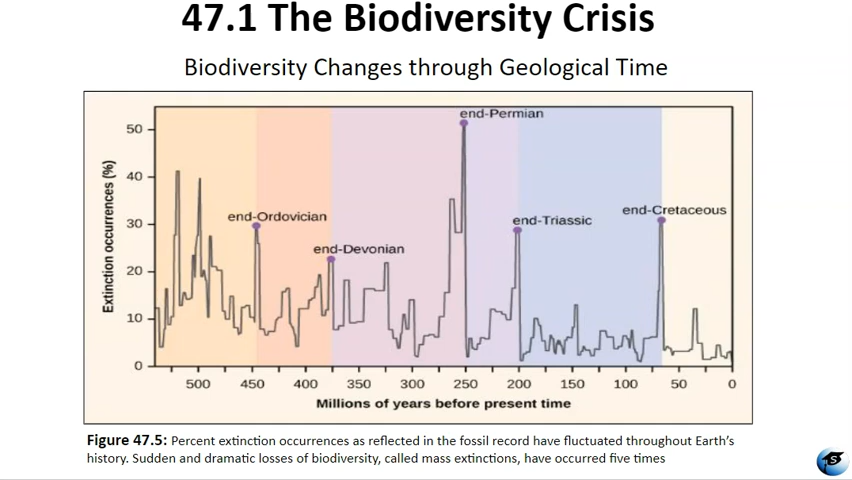 47.1 The Biodiversity Crisis
Biodiversity Changes through Geological Time
end-Permian
50
40
end-Cretaceous
end-Ordovician
end-Triassic
30
end-Devonian
Extinction occurrences (%)
20
10
0
500 450 400 350 300 250 200 150 100 50 0
Millions of years before present time
Figure 47.5: Percent extinction occurrences as reflected in the fossil record have fluctuated throughout Earth's
history. Sudden and dramatic losses of biodiversity, called mass extinctions, have occurred five times
S